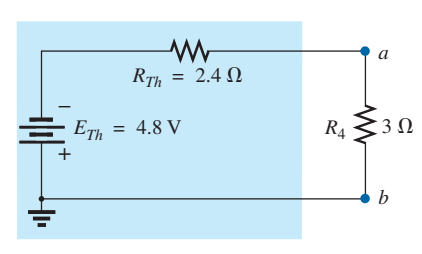 a
R_Th = 2.4 Ω
−
E_Th = 4.8 V
R_4 3 Ω
+
b